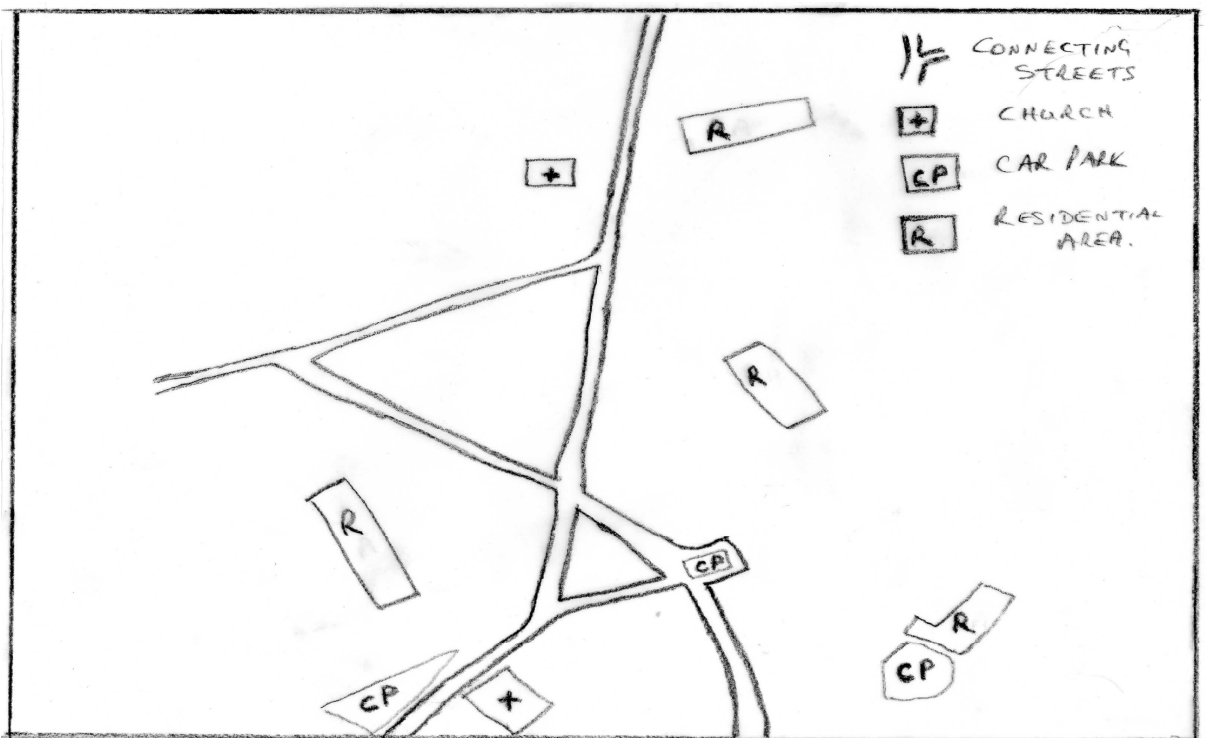 CONNECTING
STREETS
+
CHURCH
CP
CAR PARK
R
RESIDENTIAL
AREA.
R
+
R
R
CP
R
CP
CP
+